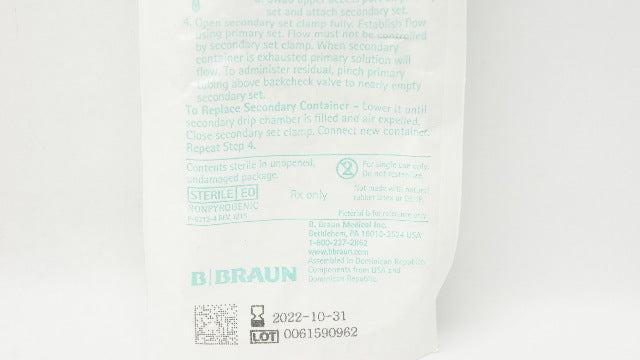 set and attach secondary set.
4. Open secondary set clamp fully. Establish flow
using primary set. Flow must not be controlled
by secondary set clamp. When secondary
container is exhausted primary solution will
flow. To administer residual, pinch primary
tubing above backcheck valve to nearly empty
secondary set.
To Replace Secondary Container – Lower it until
secondary drip chamber is filled and air expelled.
Close secondary set clamp. Connect new container.
Repeat Step 4.
Contents sterile in unopened,
undamaged package.
2
For single use only.
Do not resterilize.
STERILE EO
Rx only
Not made with natural
rubber latex or DEHP.
NONPYROGENIC
Pictorial is for reference only.
B. Braun Medical Inc.
Bethlehem, PA 18018-3524 USA
1-800-227-2862
www.bbraun.com
Assembled in Dominican Republic.
Components from USA and
Dominican Republic.
B|BRAUN
2022-10-31
LOT 0061590962